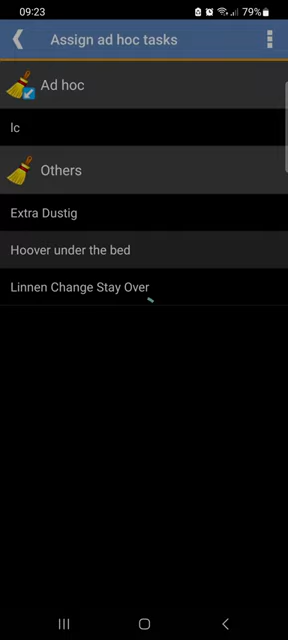 09:23
79%
Assign ad hoc tasks
Ad hoc
lc
Others
Extra Dustig
Hoover under the bed
Linnen Change Stay Over